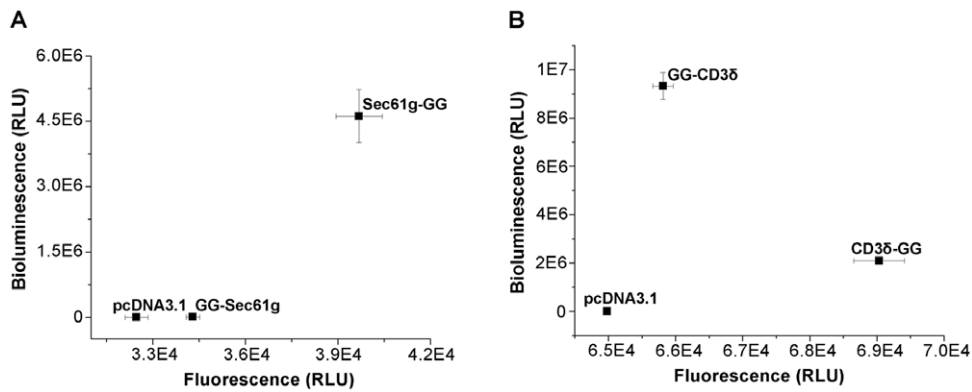 A
Bioluminescence (RLU)
6.0E6
4.5E6
3.0E6
1.5E6
0
Sec61g-GG
pcDNA3.1 GG-Sec61g
3.3E4 3.6E4 3.9E4 4.2E4
Fluorescence (RLU)
B
Bioluminescence (RLU)
1E7
8E6
6E6
4E6
2E6
0
GG-CD3δ
CD3δ-GG
pcDNA3.1
6.5E4 6.6E4 6.7E4 6.8E4 6.9E4 7.0E4
Fluorescence (RLU)